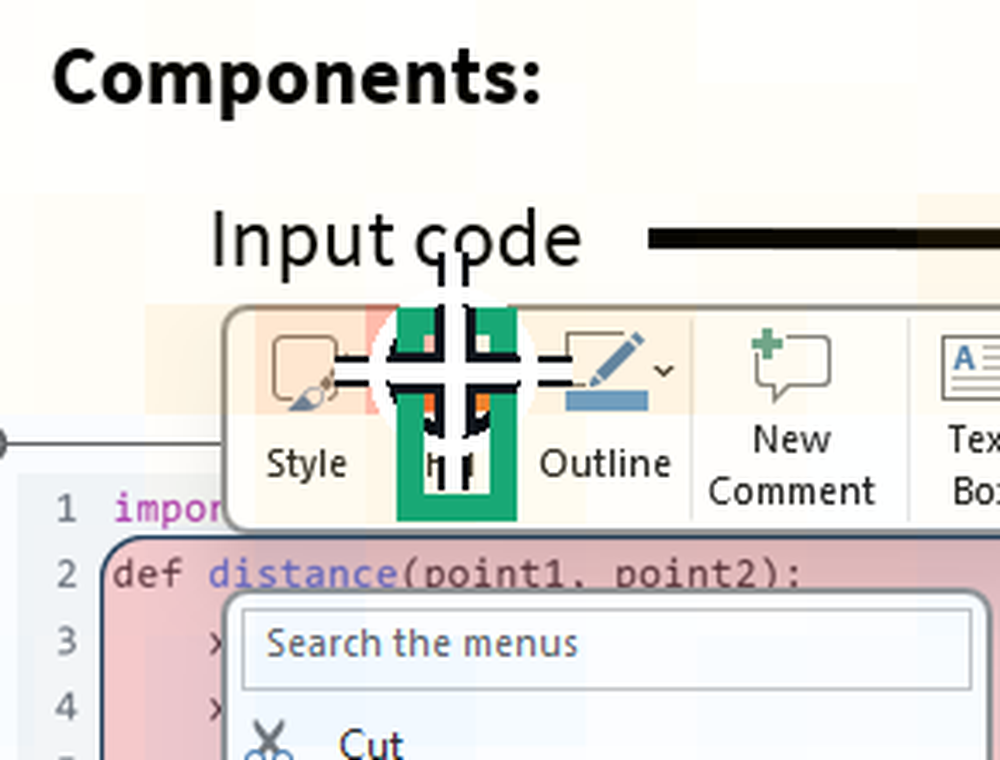 Components:
Input code
Style
Outline
New
Comment
1 impor
2 def distance(point1, point2):
3
4
Search the menus
Cut